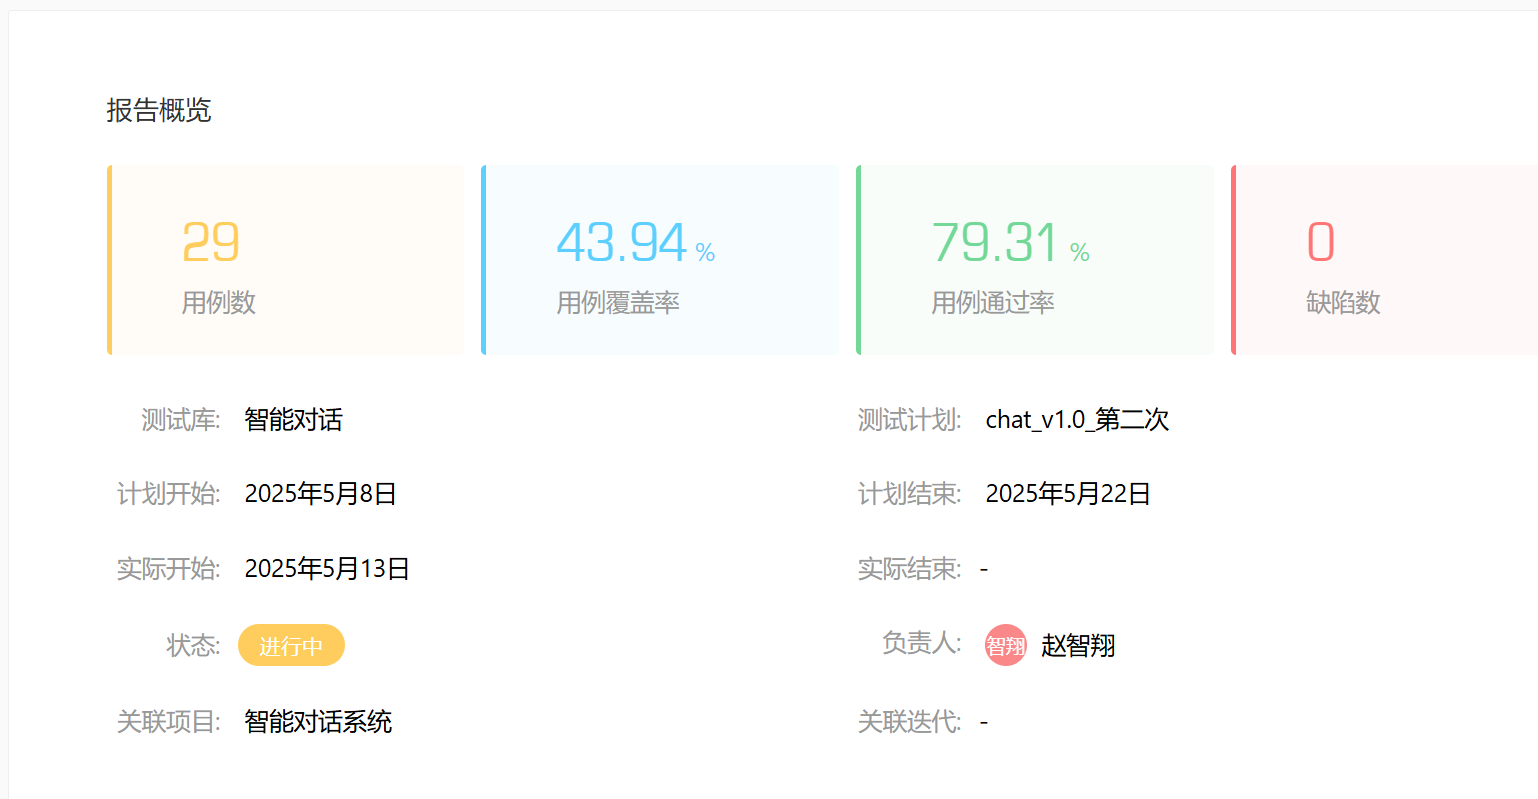 报告概览
29
用例数
43.94 %
用例覆盖率
79.31 %
用例通过率
0
缺陷数
测试库: 智能对话
测试计划: chat_v1.0_第二次
计划开始: 2025年5月8日
计划结束: 2025年5月22日
实际开始: 2025年5月13日
实际结束: -
状态: 进行中
负责人: 智翔 赵智翔
关联项目: 智能对话系统
关联迭代: -